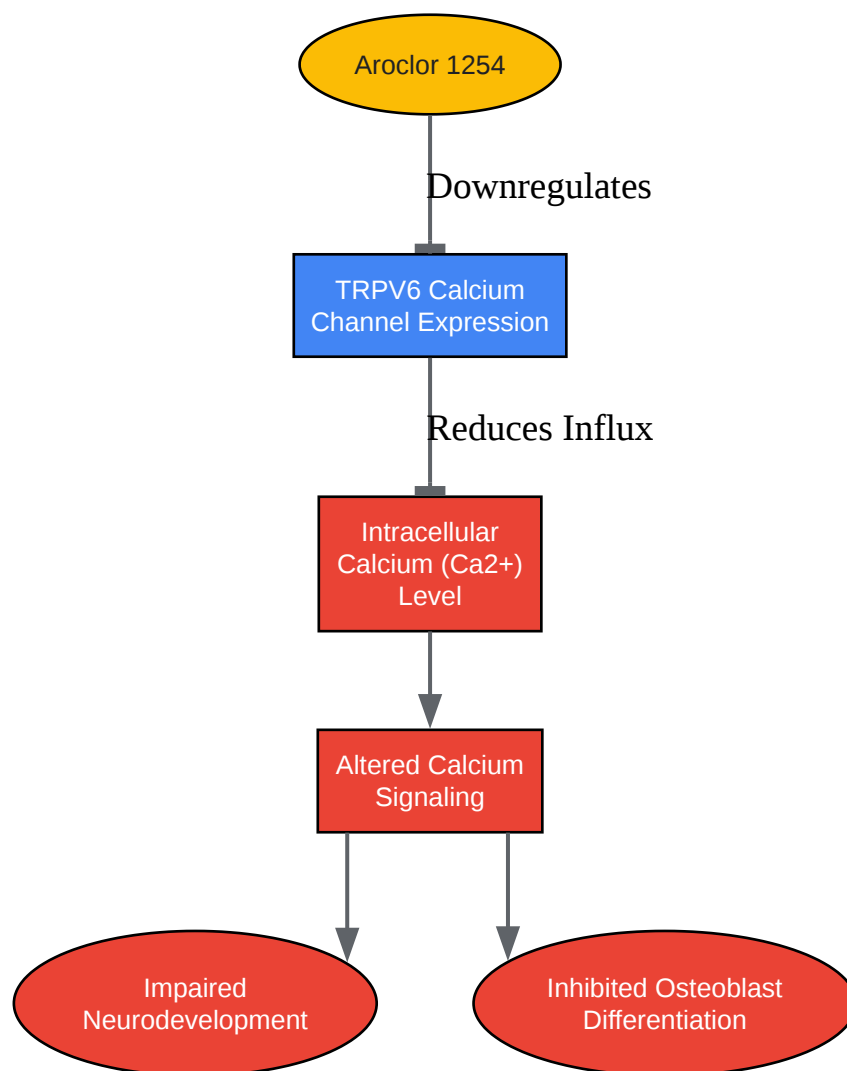 Aroclor 1254
Downregulates
TRPV6 Calcium
Channel Expression
Reduces Influx
Intracellular
Calcium (Ca2+)
Level
Altered Calcium
Signaling
Impaired
Neurodevelopment
Inhibited Osteoblast
Differentiation